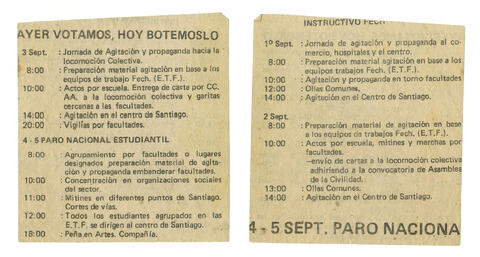 AYER VOTAMOS, HOY BOTEMOSLO
3 Sept. : Jornada de Agitación y propaganda hacia la
locomoción Colectiva.
8:00 : Preparación material agitación en base a los
equipos de trabajo Fech. (E.T.F.).
10:00 : Actos por escuela. Entrega de carta por CC.
AA. a la locomoción colectiva y garitas
cercanas a las facultades.
14:00 : Agitación en el centro de Santiago.
20:00 : Vigilias por facultades.
4 - 5 PARO NACIONAL ESTUDIANTIL
8:00 : Agrupamiento por facultades o lugares
designados preparación material de agita-
ción y propaganda embanderar facultades.
10:00 : Concentración en organizaciones sociales
del sector.
11:00 : Mitines en diferentes puntos de Santiago.
Cortes de vías.
12:00 : Todos los estudiantes agrupados en las
E.T.F. se dirigen al centro de Santiago.
18:00 : Peña en Artes. Compañía.
INSTRUCTIVO FECH
1º Sept. : Jornada de agitación y propaganda al co-
mercio, hospitales y el centro.
8:00 : Preparación material agitación en base a los
equipos trabajos Fech. (E.T.F.).
10:00 : Agitación y propaganda en torno facultades
12:00 : Ollas Comunes,
14:00 : Agitación en el Centro de Santiago.
2 Sept.
8:00 : Preparación material de agitación en base
a los equipos de trabajos Fech. (E.T.F.).
10:00 : Actos por escuela, mitines y marchas por
facultades.
—envío de cartas a la locomoción colectiva
adhiriendo a la convocatoria de Asamblea
de la Civilidad.
13:00 : Ollas Comunes.
14:00 : Agitación en el Centro de Santiago.
4 - 5 SEPT. PARO NACIONA